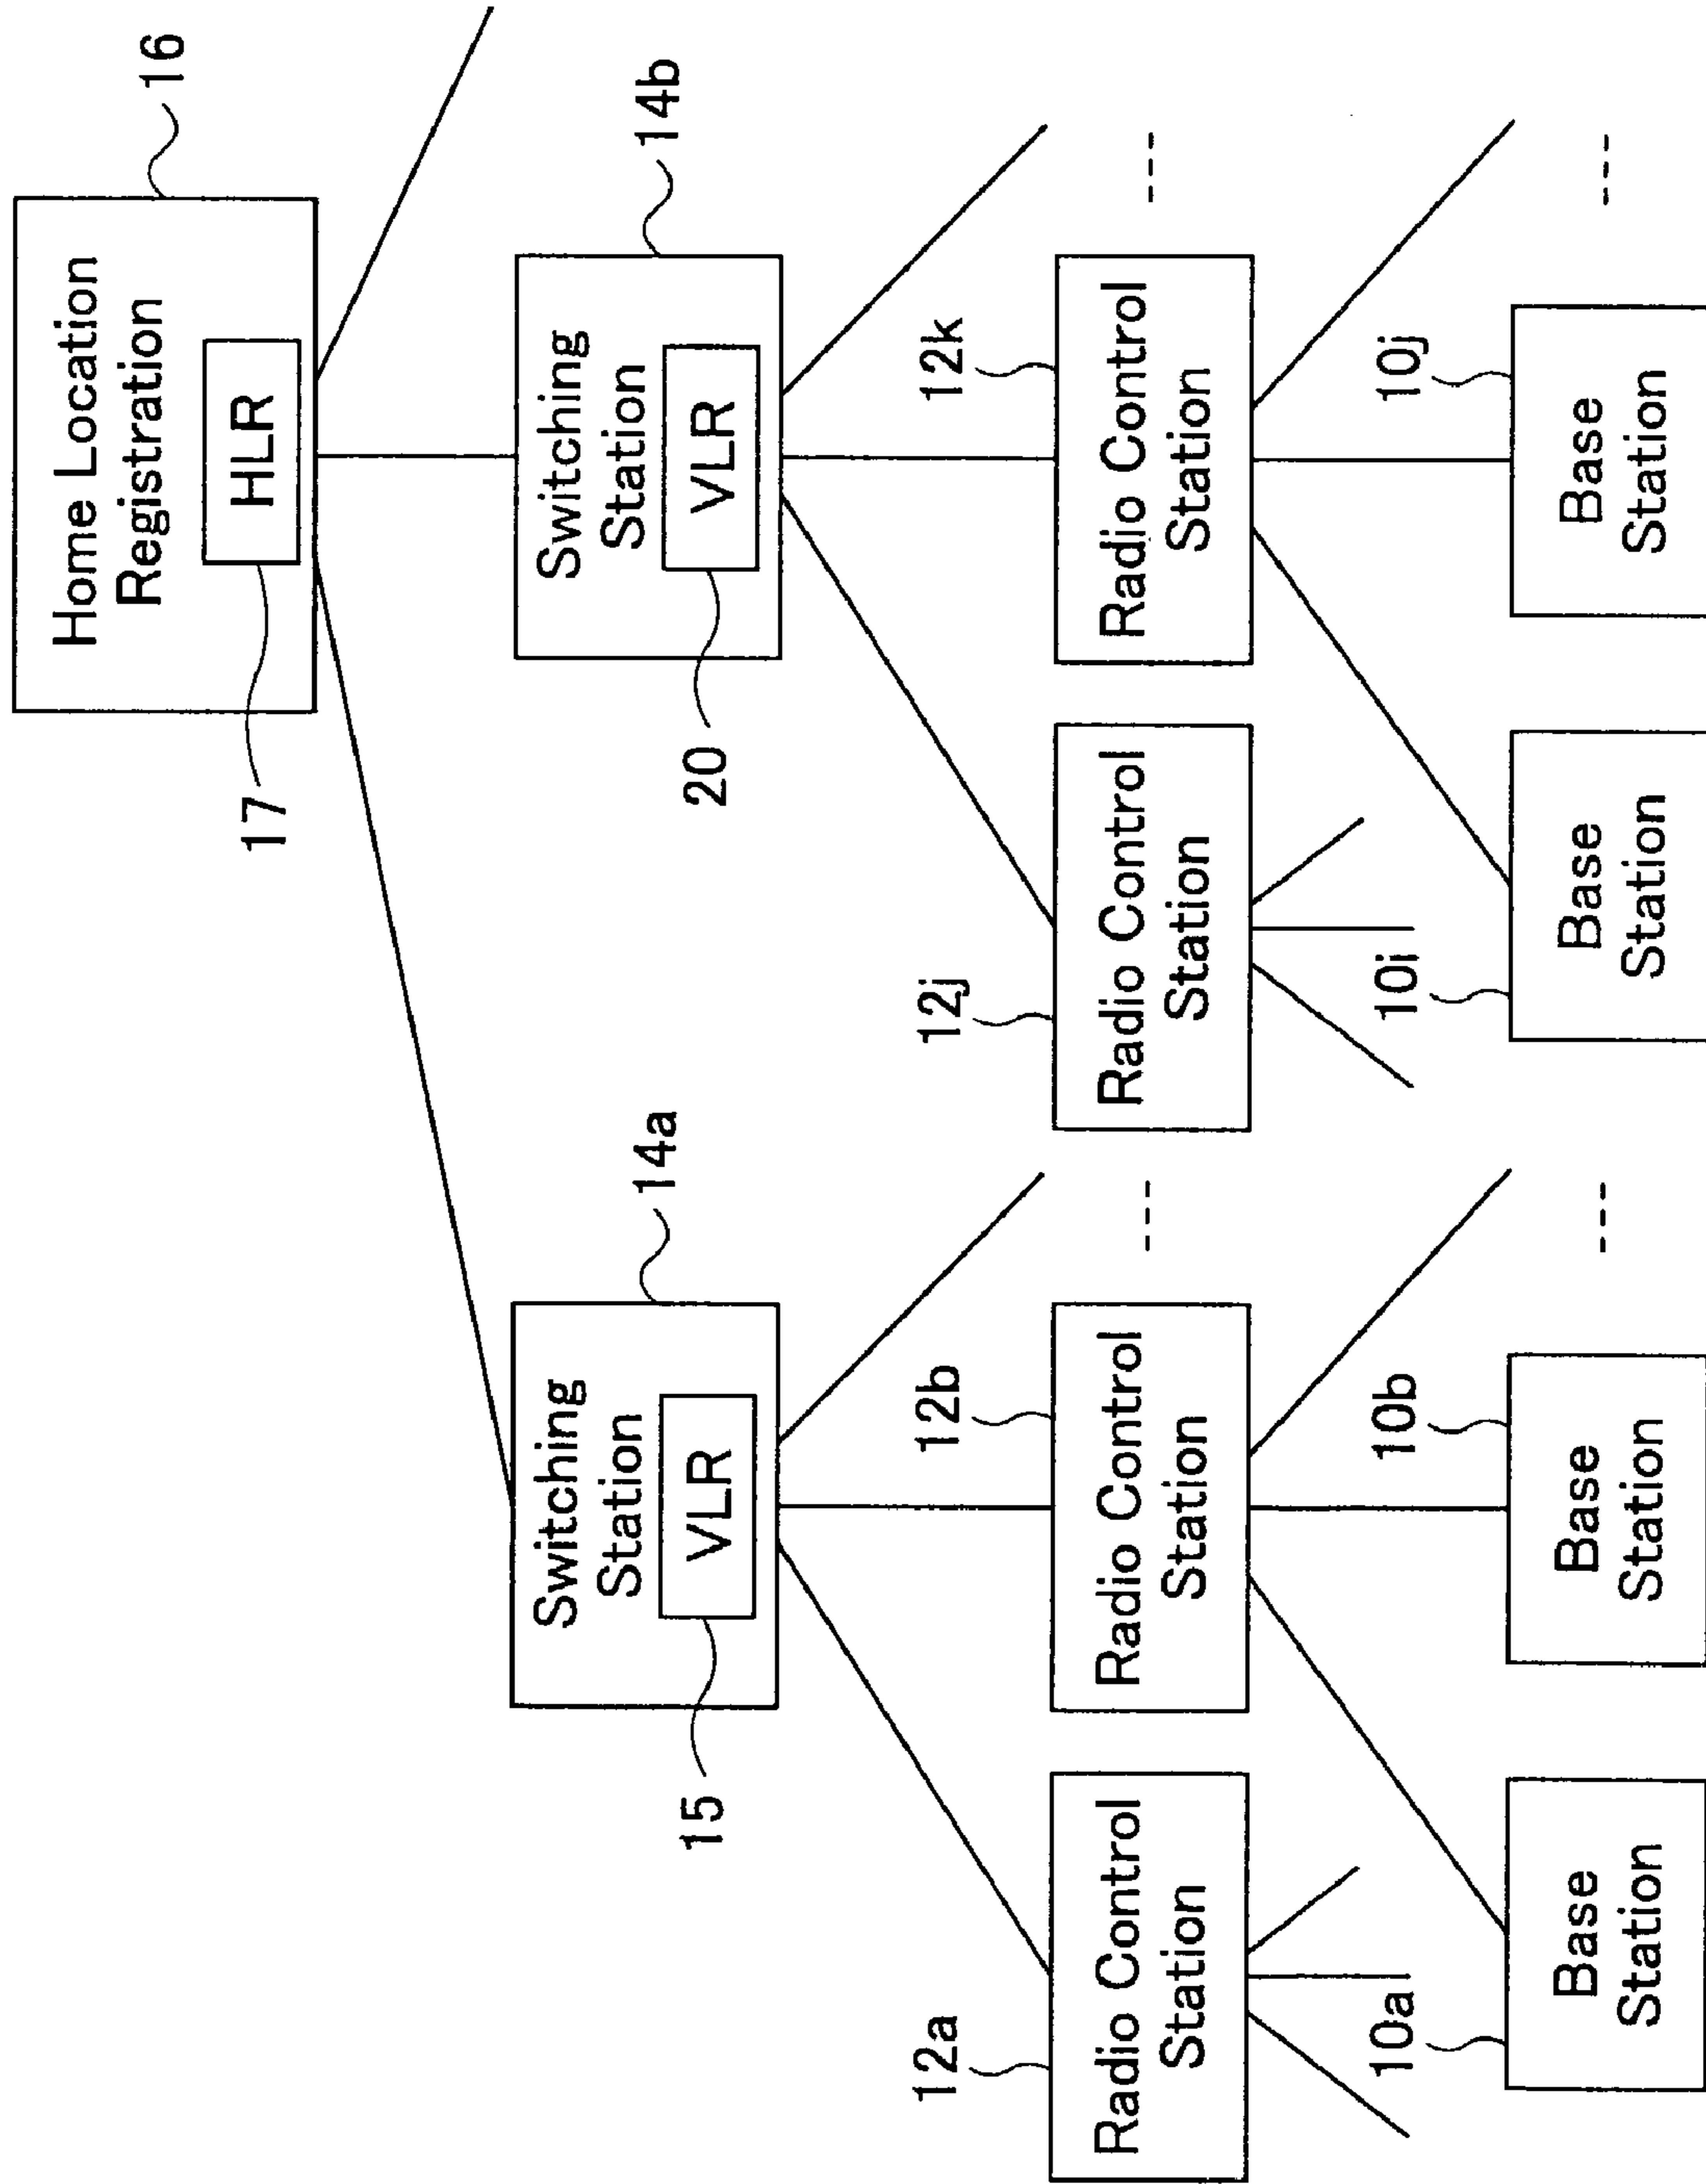 16
Home Location
Registration
HLR
17
14a
Switching
Station
VLR
15
14b
Switching
Station
VLR
20
12a
Radio Control
Station
12b
Radio Control
Station
12j
Radio Control
Station
12k
Radio Control
Station
10a
Base
Station
10b
Base
Station
10i
Base
Station
10j
Base
Station